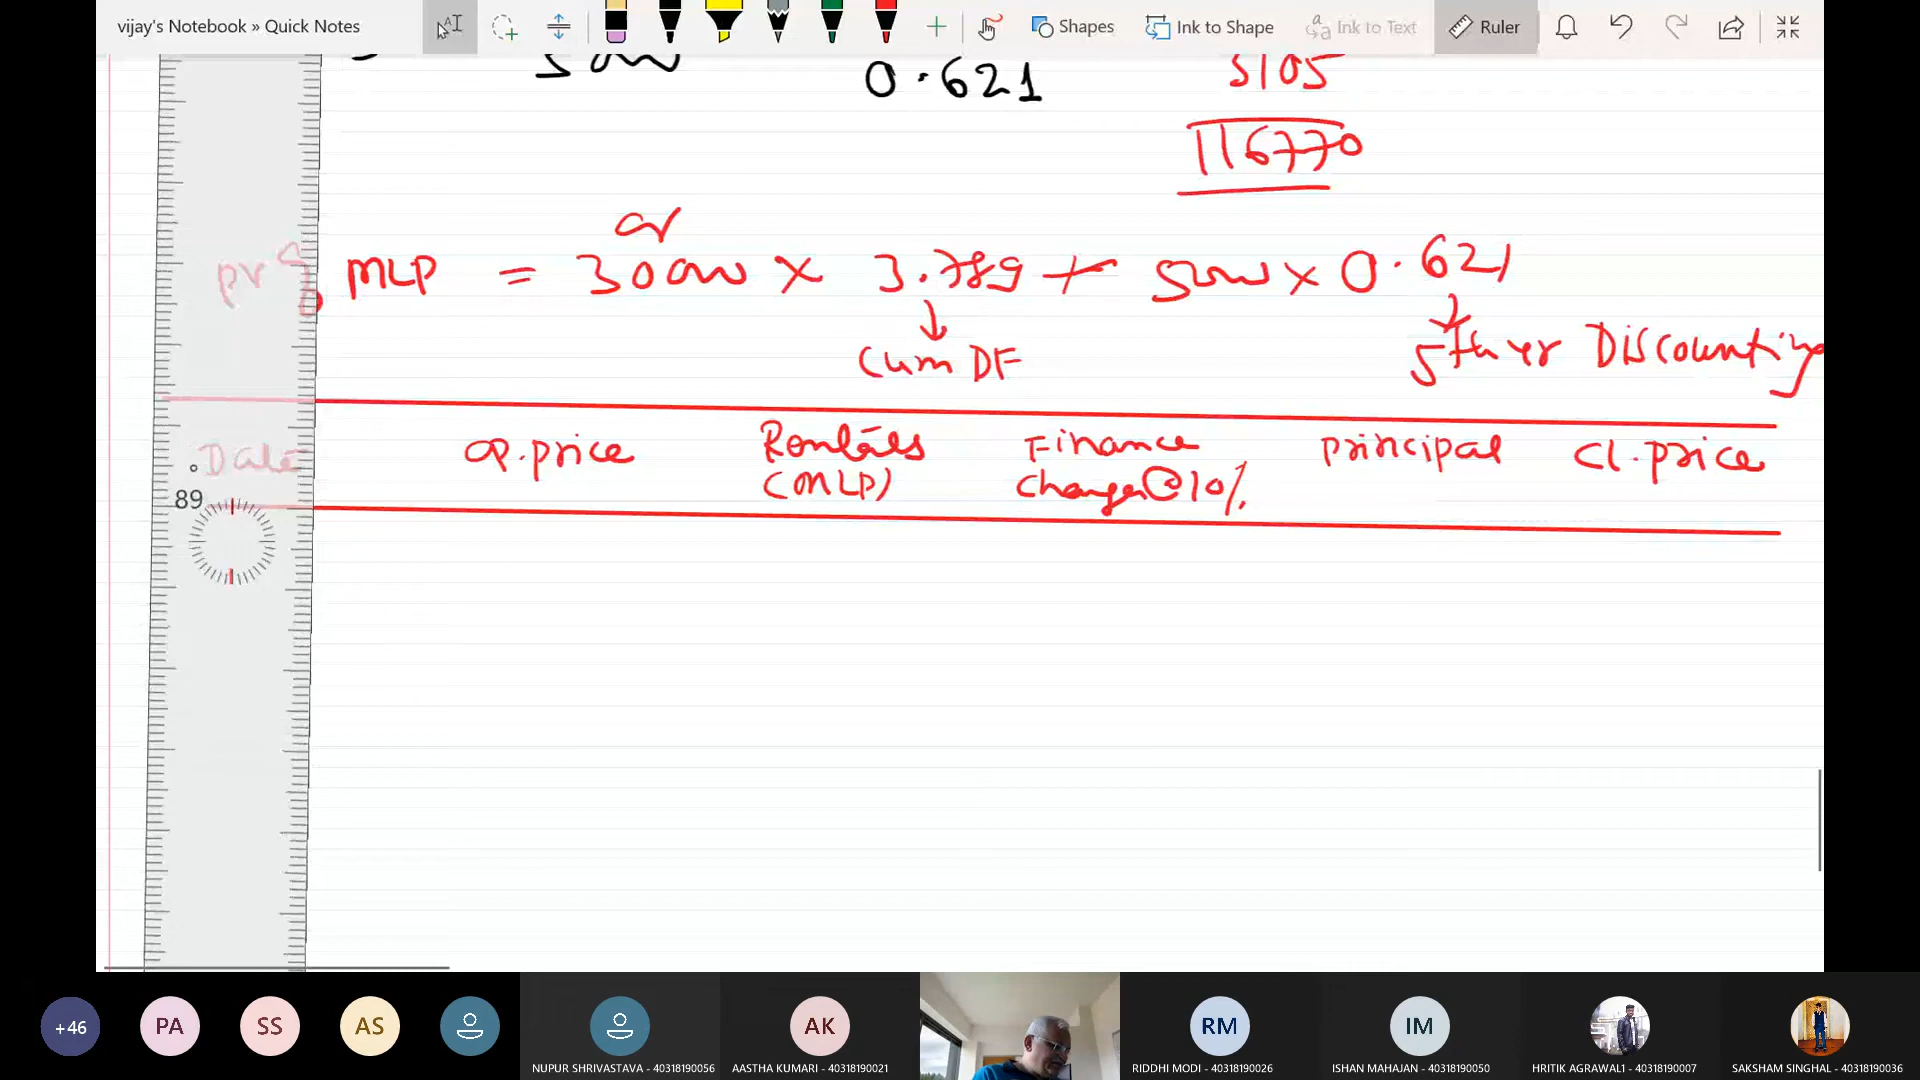 vijay's Notebook » Quick Notes
Shapes
Ink to Shape
Ink to Text
Ruler
0.621
5105
116770
pv of MLP = 30000 × 3.789 + 5000 × 0.621
Cum DF
5th yr Discounting
Date
OP. price
Rentals (MLP)
Finance Charges @ 10%
principal
Cl. price
89
+46
PA
SS
AS
AK
RM
IM
NUPUR SHRIVASTAVA - 40318190056
AASTHA KUMARI - 40318190021
RIDDHI MODI - 40318190026
ISHAN MAHAJAN - 40318190050
HRITIK AGRAWAL1 - 40318190007
SAKSHAM SINGHAL - 40318190036